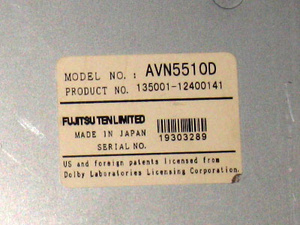 MODEL NO. : AVN5510D
PRODUCT NO. 135001-12400141
FUJITSU TEN LIMITED
MADE IN JAPAN
SERIAL NO.
19303289
US and foreign patents licensed from
Dolby Laboratories Licensing Corporation.